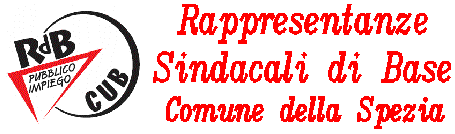 RdB
PUBBLICO
IMPIEGO
CUB
Rappresentanze
Sindacali di Base
Comune della Spezia